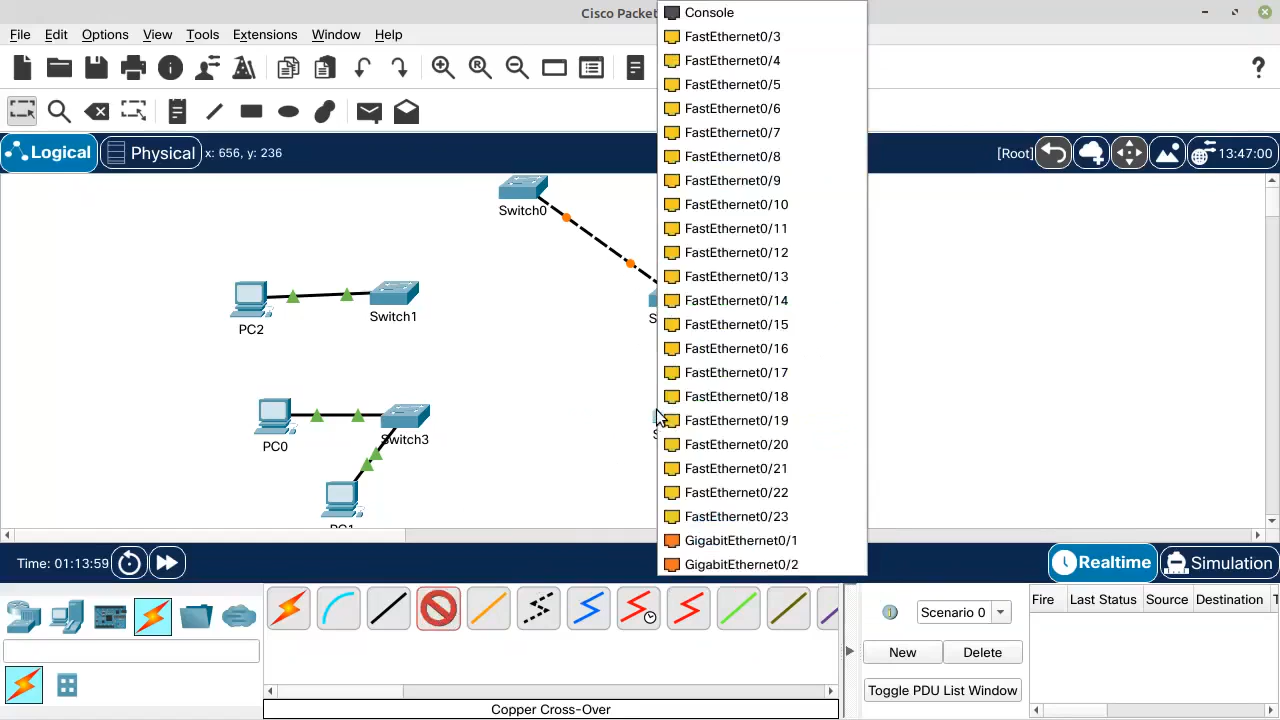 Cisco Packet
File Edit Options View Tools Extensions Window Help
?
Logical
Physical
x: 656, y: 236
[Root]
13:47:00
Console
FastEthernet0/3
FastEthernet0/4
FastEthernet0/5
FastEthernet0/6
FastEthernet0/7
FastEthernet0/8
FastEthernet0/9
FastEthernet0/10
FastEthernet0/11
FastEthernet0/12
FastEthernet0/13
FastEthernet0/14
FastEthernet0/15
FastEthernet0/16
FastEthernet0/17
FastEthernet0/18
FastEthernet0/19
FastEthernet0/20
FastEthernet0/21
FastEthernet0/22
FastEthernet0/23
GigabitEthernet0/1
GigabitEthernet0/2
Switch0
PC2
Switch1
S
PC0
Switch3
S
PC1
Time: 01:13:59
Realtime
Simulation
Scenario 0
New
Delete
Toggle PDU List Window
Fire Last Status Source Destination T
Copper Cross-Over